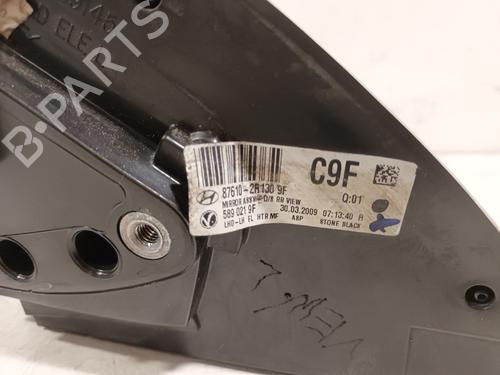 C9F
87610-2R130 9F
Q:01
MIRROR ASSY-O/S RR VIEW
589 021 9F
30.03.2009 07:13:40 A
LHD-LH EL HTR MF
A&P
STONE BLACK
B-Parts